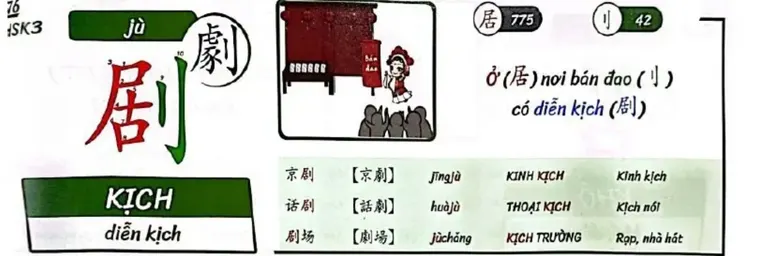 76
HSK3
jù
劇
剧
KỊCH
diễn kịch
Bán
đao
居 775
刂 42
ở (居) nơi bán đao (刂)
có diễn kịch (剧)
京剧 【京劇】 jīngjù KINH KỊCH Kinh kịch
话剧 【話劇】 huàjù THOẠI KỊCH Kịch nói
剧场 【劇場】 jùchǎng KỊCH TRƯỜNG Rạp, nhà hát